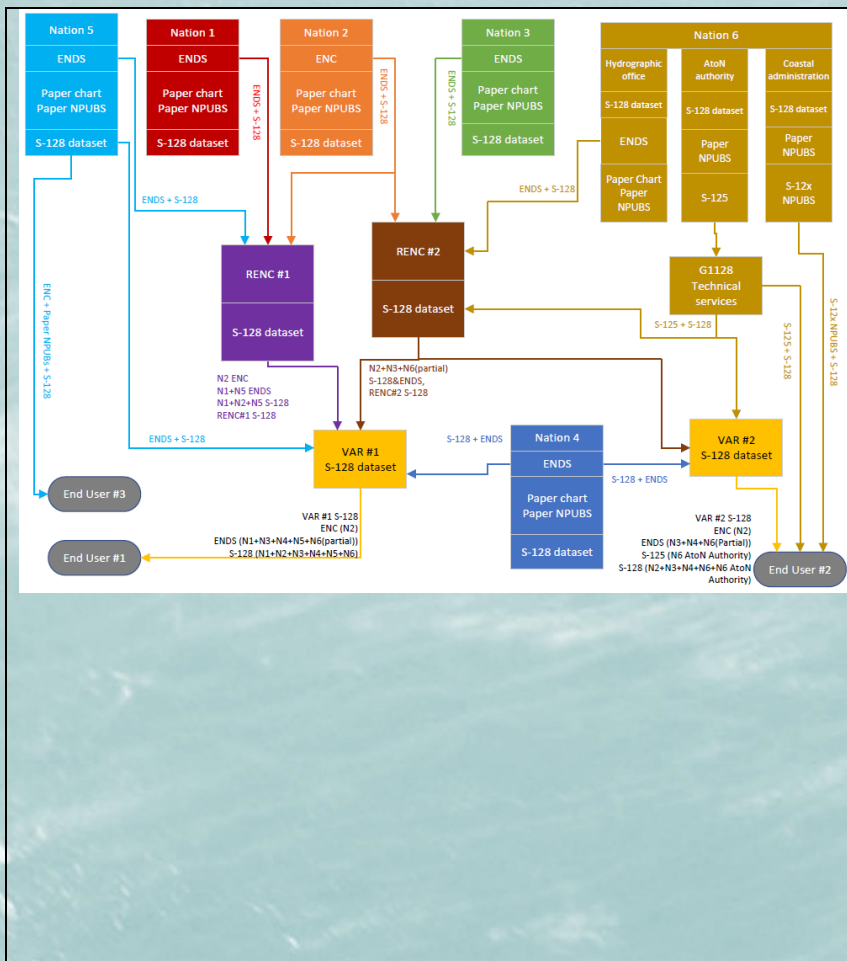 Nation 5
ENDS
Paper chart
Paper NPUBS
S-128 dataset
Nation 1
ENDS
Paper chart
Paper NPUBS
S-128 dataset
Nation 2
ENC
Paper chart
Paper NPUBS
S-128 dataset
Nation 3
ENDS
Paper chart
Paper NPUBS
S-128 dataset
Nation 6
Hydrographic
office
S-128 dataset
ENDS
Paper Chart
Paper
NPUBS
AtoN
authority
S-128 dataset
Paper
NPUBS
S-125
Coastal
administration
S-128 dataset
Paper
NPUBS
S-12x
NPUBS
ENDS + S-128
ENDS + S-128
ENDS + S-128
ENDS + S-128
ENDS + S-128
RENC #1
S-128 dataset
RENC #2
S-128 dataset
G1128
Technical
services
ENC + Paper NPUBs + S-128
S-125 + S-128
S-125 + S-128
S-12x NPUBS + S-128
N2 ENC
N1+N5 ENDS
N1+N2+N5 S-128
RENC#1 S-128
N2+N3+N6(partial)
S-128&ENDS,
RENC#2 S-128
ENDS + S-128
VAR #1
S-128 dataset
S-128 + ENDS
Nation 4
ENDS
Paper chart
Paper NPUBS
S-128 dataset
S-128 + ENDS
VAR #2
S-128 dataset
End User #3
End User #1
VAR #1 S-128
ENC (N2)
ENDS (N1+N3+N4+N5+N6(partial))
S-128 (N1+N2+N3+N4+N5+N6)
VAR #2 S-128
ENC (N2)
ENDS (N3+N4+N6(Partial))
S-125 (N6 AtoN Authority)
S-128 (N2+N3+N4+N6+N6 AtoN
Authority)
End User #2